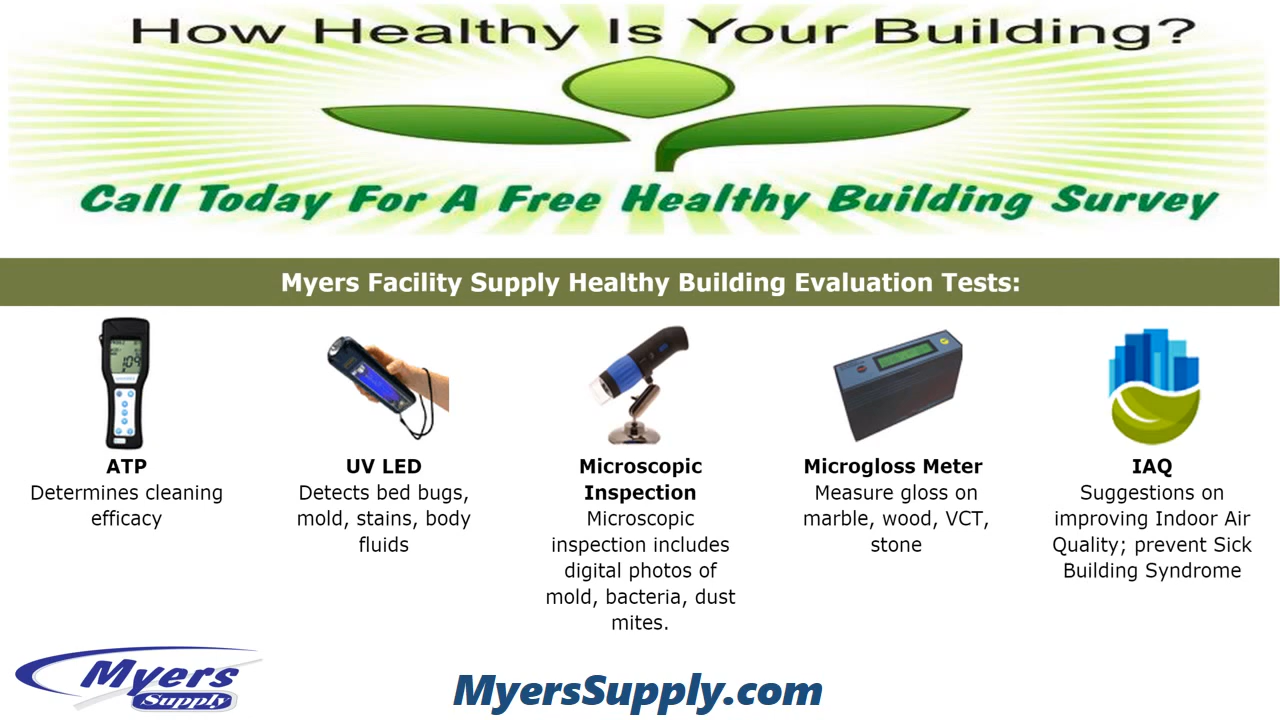 How Healthy Is Your Building?
Call Today For A Free Healthy Building Survey
Myers Facility Supply Healthy Building Evaluation Tests:
ATP
Determines cleaning
efficacy
UV LED
Detects bed bugs,
mold, stains, body
fluids
Microscopic
Inspection
Microscopic
inspection includes
digital photos of
mold, bacteria, dust
mites.
Microgloss Meter
Measure gloss on
marble, wood, VCT,
stone
IAQ
Suggestions on
improving Indoor Air
Quality; prevent Sick
Building Syndrome
Myers
Supply
MyersSupply.com